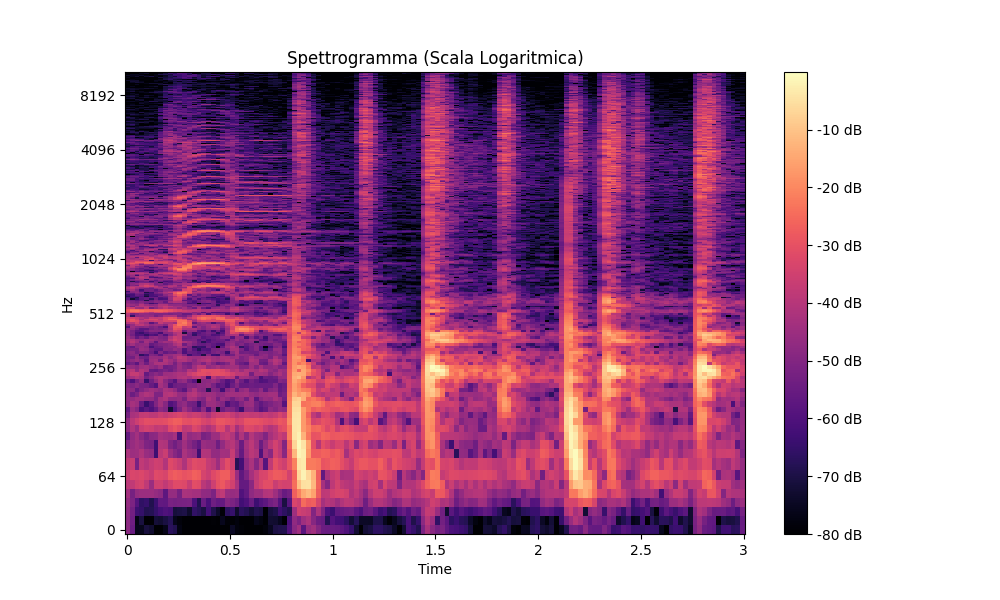 Spettrogramma (Scala Logaritmica)
8192
4096
2048
1024
512
256
128
64
0
Hz
0
0.5
1
1.5
2
2.5
3
Time
-10 dB
-20 dB
-30 dB
-40 dB
-50 dB
-60 dB
-70 dB
-80 dB